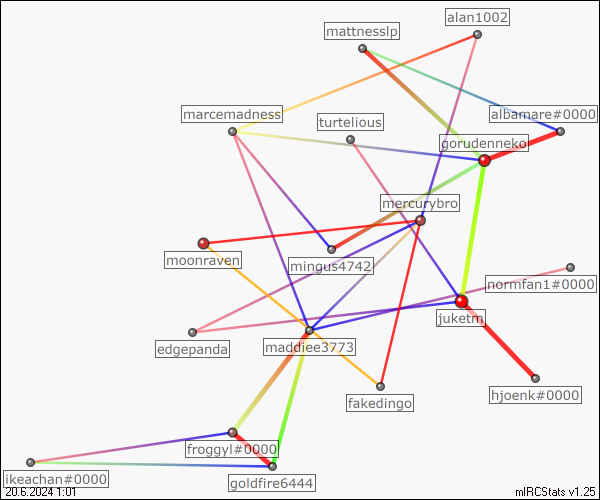 alan1002
mattnesslp
marcemadness
turtelious
albanare#0000
gorudenneko
mercurybro
moonraven
mingus4742
normfan1#0000
juketm
edgepanda
maddiee3773
hjoenk#0000
fakedingo
froggyl#0000
ikeachan#0000
goldfire6444
20.6.2024 1:01
mIRCStats v1.25